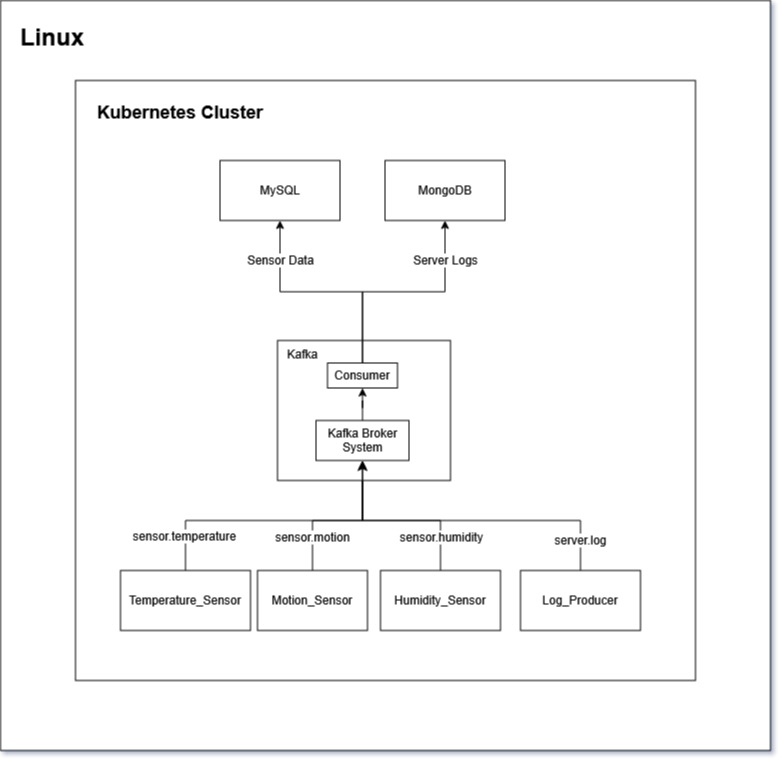 Linux
Kubernetes Cluster
MySQL
MongoDB
Sensor Data
Server Logs
Kafka
Consumer
Kafka Broker
System
sensor.temperature
sensor.motion
sensor.humidity
server.log
Temperature_Sensor
Motion_Sensor
Humidity_Sensor
Log_Producer